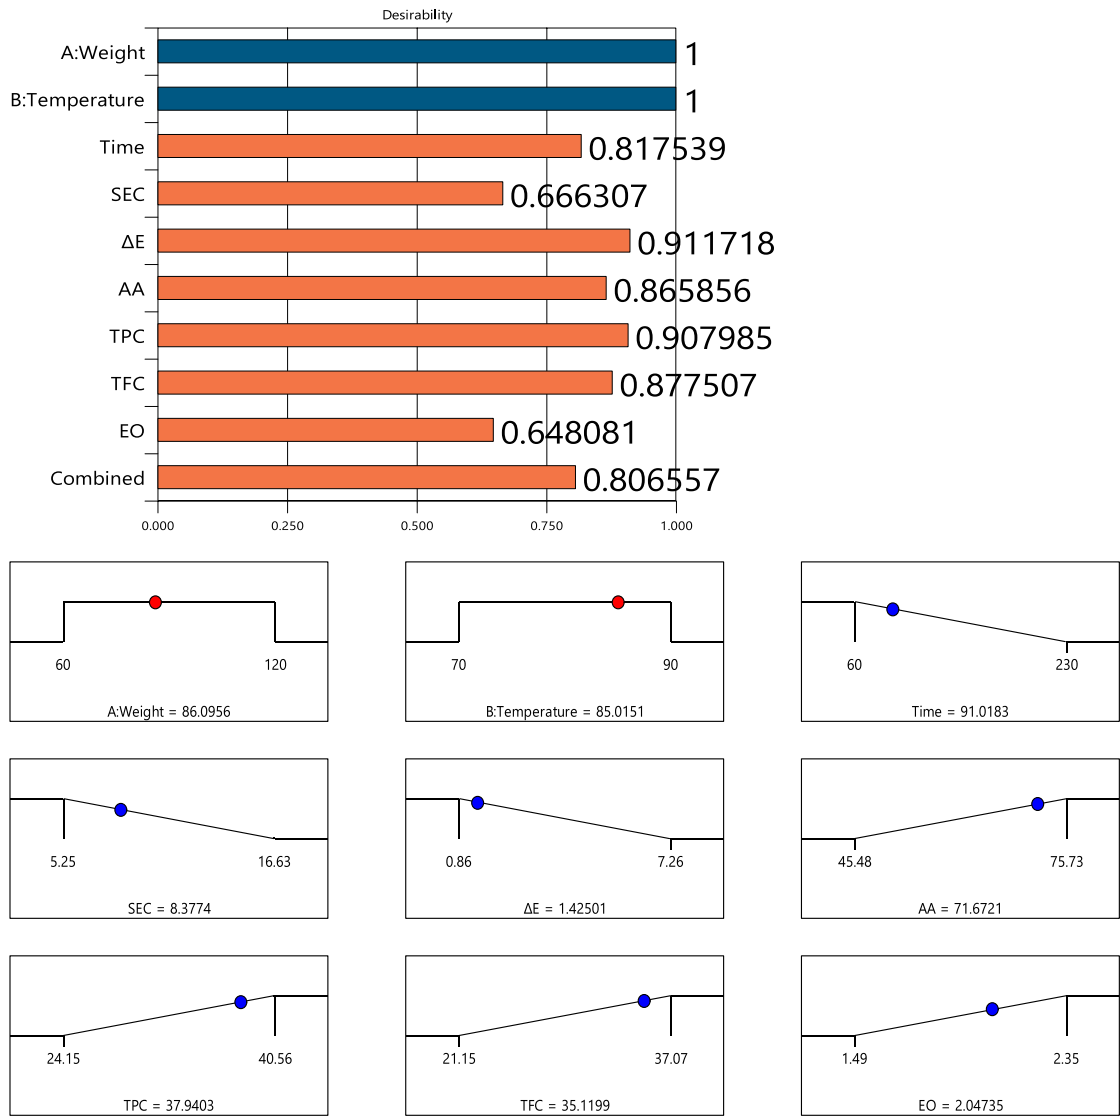 Desirability
A:Weight 1
B:Temperature 1
Time 0.817539
SEC 0.666307
ΔE 0.911718
AA 0.865856
TPC 0.907985
TFC 0.877507
EO 0.648081
Combined 0.806557
0.000 0.250 0.500 0.750 1.000
60 120
A:Weight = 86.0956
70 90
B:Temperature = 85.0151
60 230
Time = 91.0183
5.25 16.63
SEC = 8.3774
0.86 7.26
ΔE = 1.42501
45.48 75.73
AA = 71.6721
24.15 40.56
TPC = 37.9403
21.15 37.07
TFC = 35.1199
1.49 2.35
EO = 2.04735